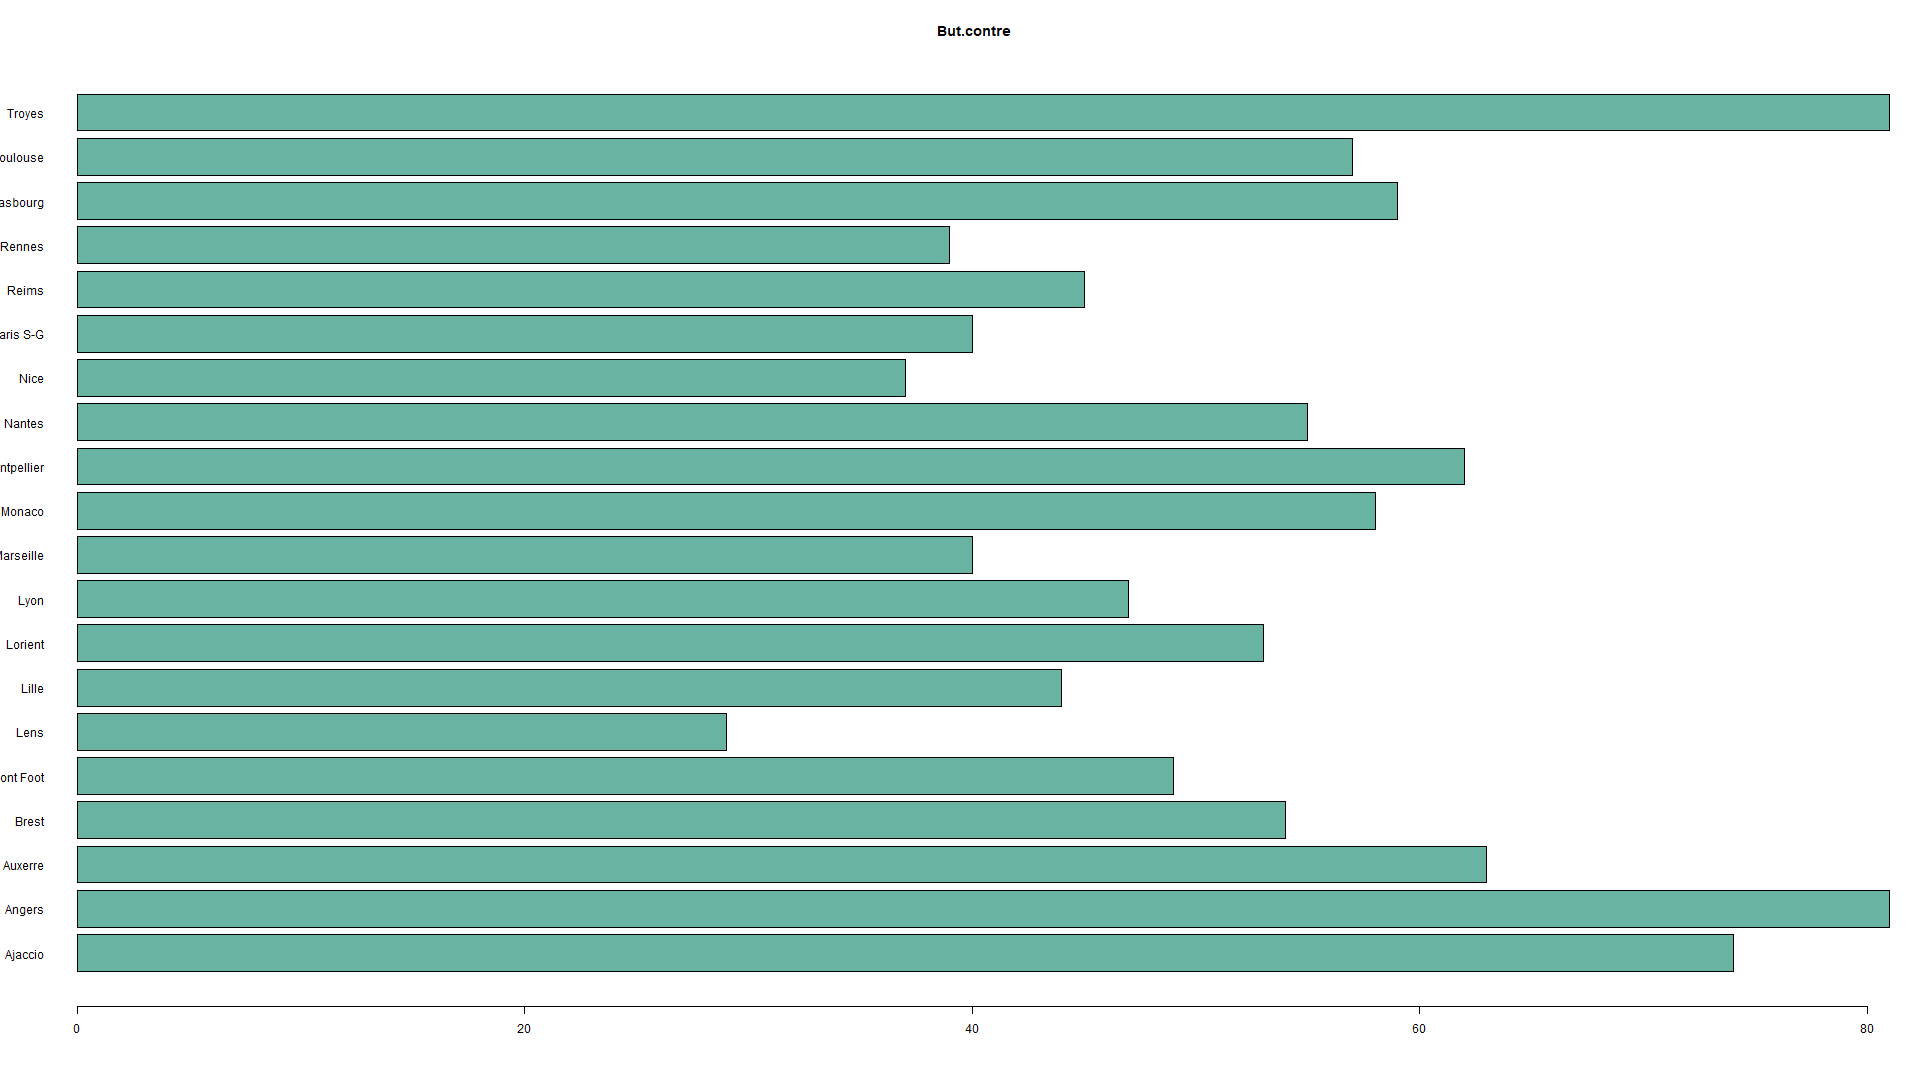 But.contre
Troyes
oulouse
asbourg
Rennes
Reims
aris S-G
Nice
Nantes
ntpellier
Monaco
Marseille
Lyon
Lorient
Lille
Lens
ont Foot
Brest
Auxerre
Angers
Ajaccio
0 20 40 60 80